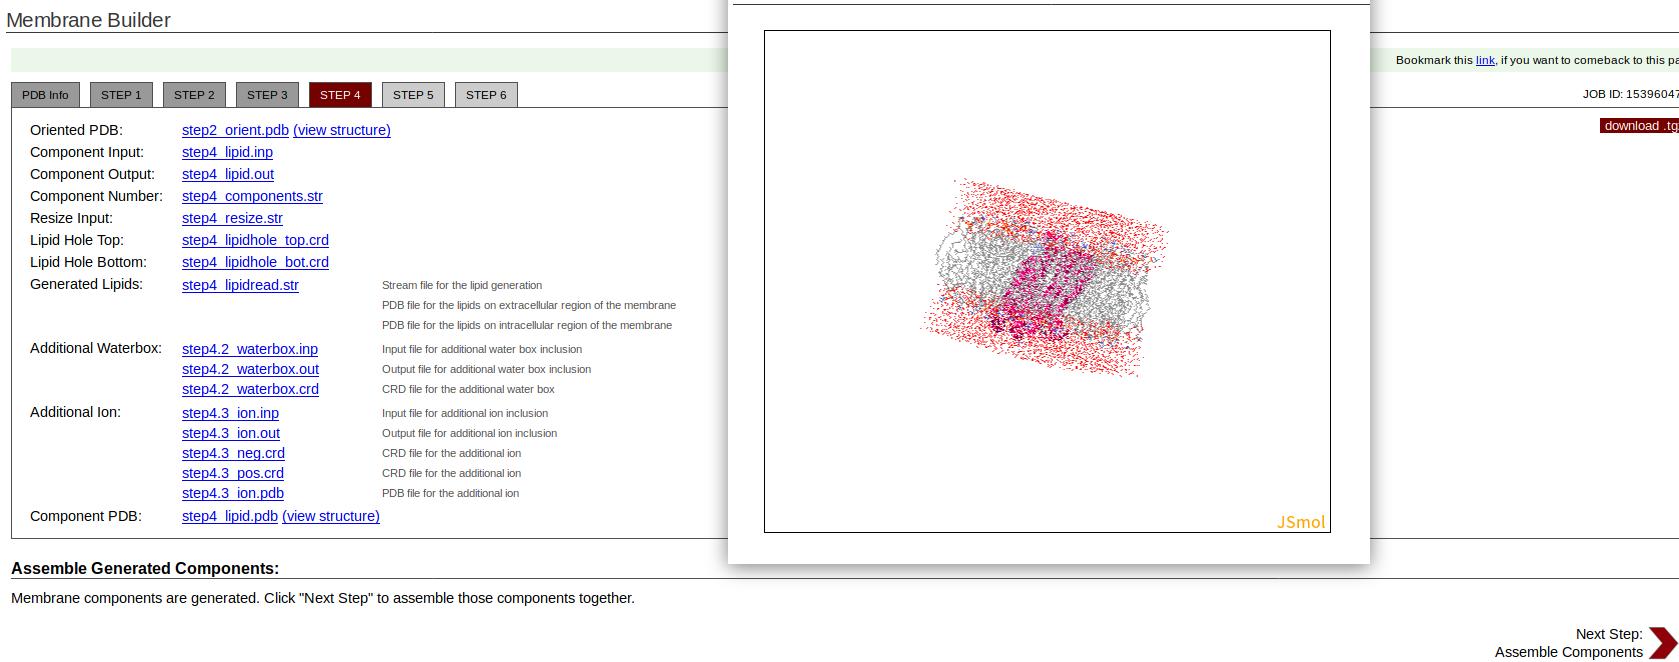 Membrane Builder
Bookmark this link, if you want to comeback to this pa
PDB Info STEP 1 STEP 2 STEP 3 STEP 4 STEP 5 STEP 6
JOB ID: 15396047
download .tg
Oriented PDB: step2_orient.pdb (view structure)
Component Input: step4_lipid.inp
Component Output: step4_lipid.out
Component Number: step4_components.str
Resize Input: step4_resize.str
Lipid Hole Top: step4_lipidhole_top.crd
Lipid Hole Bottom: step4_lipidhole_bot.crd
Generated Lipids: step4_lipidread.str Stream file for the lipid generation
PDB file for the lipids on extracellular region of the membrane
PDB file for the lipids on intracellular region of the membrane
Additional Waterbox: step4.2_waterbox.inp Input file for additional water box inclusion
step4.2_waterbox.out Output file for additional water box inclusion
step4.2_waterbox.crd CRD file for the additional water box
Additional Ion: step4.3_ion.inp Input file for additional ion inclusion
step4.3_ion.out Output file for additional ion inclusion
step4.3_neg.crd CRD file for the additional ion
step4.3_pos.crd CRD file for the additional ion
step4.3_ion.pdb PDB file for the additional ion
Component PDB: step4_lipid.pdb (view structure)
JSmol
Assemble Generated Components:
Membrane components are generated. Click "Next Step" to assemble those components together.
Next Step:
Assemble Components